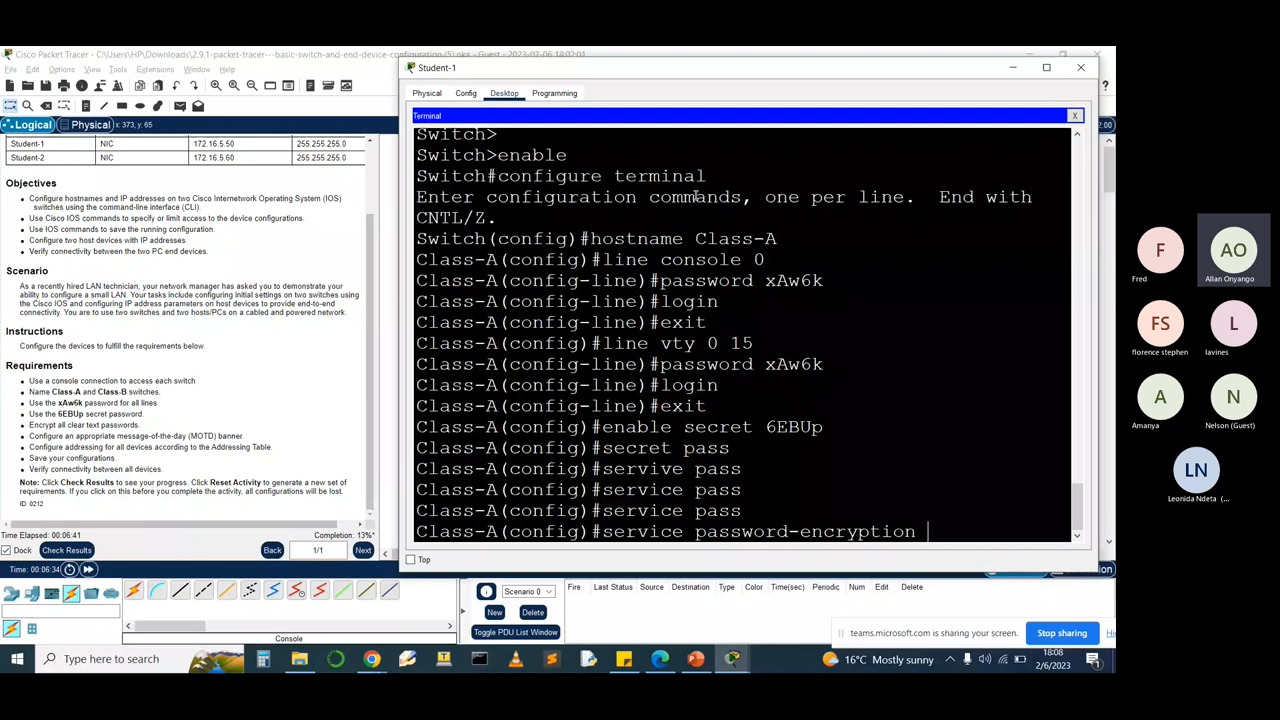 Cisco Packet Tracer - C:\Users\HP\Downloads\2.9.1-packet-tracer---basic-switch-and-end-device-configuration (5).pka - Guest - 2023-02-06 18:02:01
File Edit Options View Tools Extensions Window Help
Logical Physical x: 373, y: 65
Student-1 NIC 172.16.5.50 255.255.255.0
Student-2 NIC 172.16.5.60 255.255.255.0
Objectives
Configure hostnames and IP addresses on two Cisco Internetwork Operating System (IOS)
switches using the command-line interface (CLI).
Use Cisco IOS commands to specify or limit access to the device configurations.
Use IOS commands to save the running configuration.
Configure two host devices with IP addresses.
Verify connectivity between the two PC end devices.
Scenario
As a recently hired LAN technician, your network manager has asked you to demonstrate your
ability to configure a small LAN. Your tasks include configuring initial settings on two switches using
the Cisco IOS and configuring IP address parameters on host devices to provide end-to-end
connectivity. You are to use two switches and two hosts/PCs on a cabled and powered network.
Instructions
Configure the devices to fulfill the requirements below.
Requirements
Use a console connection to access each switch.
Name Class-A and Class-B switches.
Use the xAw6k password for all lines.
Use the 6EBUp secret password.
Encrypt all clear text passwords.
Configure an appropriate message-of-the-day (MOTD) banner
Configure addressing for all devices according to the Addressing Table.
Save your configurations.
Verify connectivity between all devices.
Note: Click Check Results to see your progress. Click Reset Activity to generate a new set of
requirements. If you click on this before you complete the activity, all configurations will be lost.
ID: 0212
Time Elapsed: 00:06:41 Completion: 13%
Dock Check Results Back 1/1 Next
Time: 00:06:34
Console
Student-1
Physical Config Desktop Programming
Terminal X
Switch>
Switch>enable
Switch#configure terminal
Enter configuration commands, one per line. End with
CNTL/Z.
Switch(config)#hostname Class-A
Class-A(config)#line console 0
Class-A(config-line)#password xAw6k
Class-A(config-line)#login
Class-A(config-line)#exit
Class-A(config)#line vty 0 15
Class-A(config-line)#password xAw6k
Class-A(config-line)#login
Class-A(config-line)#exit
Class-A(config)#enable secret 6EBUp
Class-A(config)#secret pass
Class-A(config)#servive pass
Class-A(config)#service pass
Class-A(config)#service pass
Class-A(config)#service password-encryption
Top
Scenario 0
New Delete
Toggle PDU List Window
Fire Last Status Source Destination Type Color Time(sec) Periodic Num Edit Delete
teams.microsoft.com is sharing your screen. Stop sharing
Type here to search
16°C Mostly sunny
18:08
2/6/2023
F
Fred
AO
Allan Onyango
FS
florence stephen
L
lavines
A
Amanya
N
Nelson (Guest)
LN
Leonida Ndeta (...